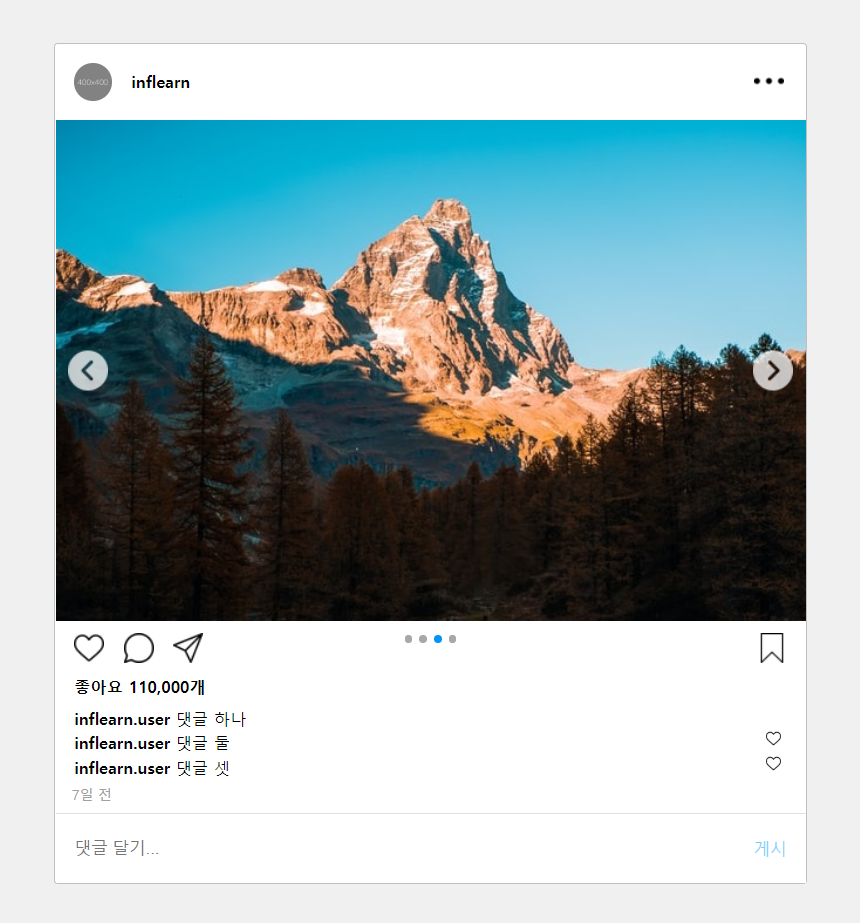 400x400
inflearn
좋아요 110,000개
inflearn.user 댓글 하나
inflearn.user 댓글 둘
inflearn.user 댓글 셋
7일 전
댓글 달기...
게시